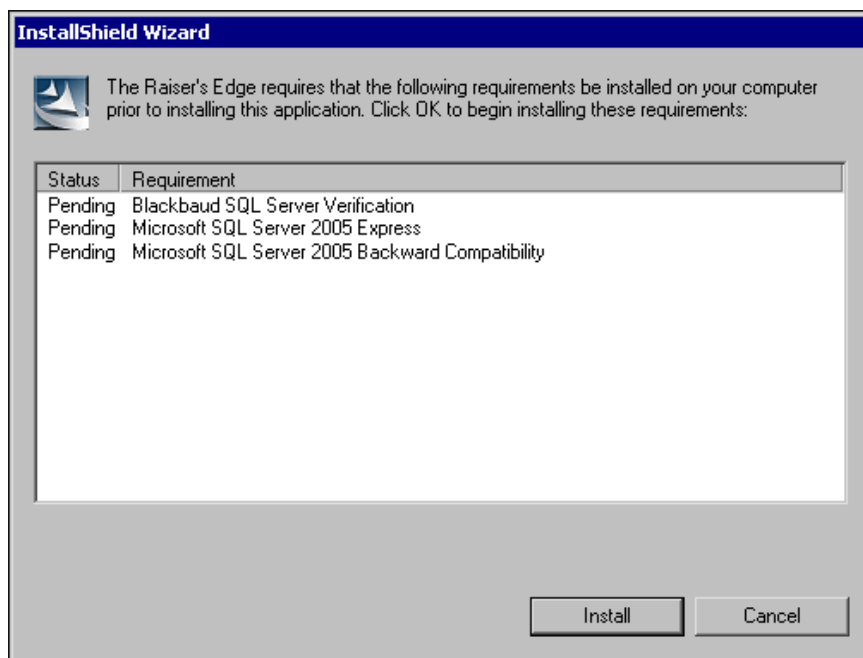 InstallShield Wizard
The Raiser's Edge requires that the following requirements be installed on your computer
prior to installing this application. Click OK to begin installing these requirements:
Status Requirement
Pending Blackbaud SQL Server Verification
Pending Microsoft SQL Server 2005 Express
Pending Microsoft SQL Server 2005 Backward Compatibility
Install Cancel